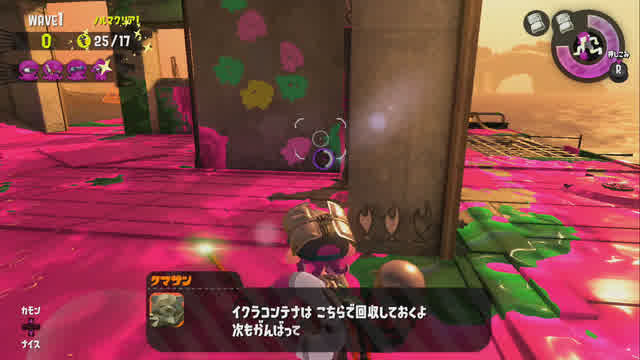 WAVE1
ノルマクリア!
0
25/17
押しこみ
R
カモン
ナイス
クマサン
イクラコンテナは こちらで回収しておくよ
次もがんばって